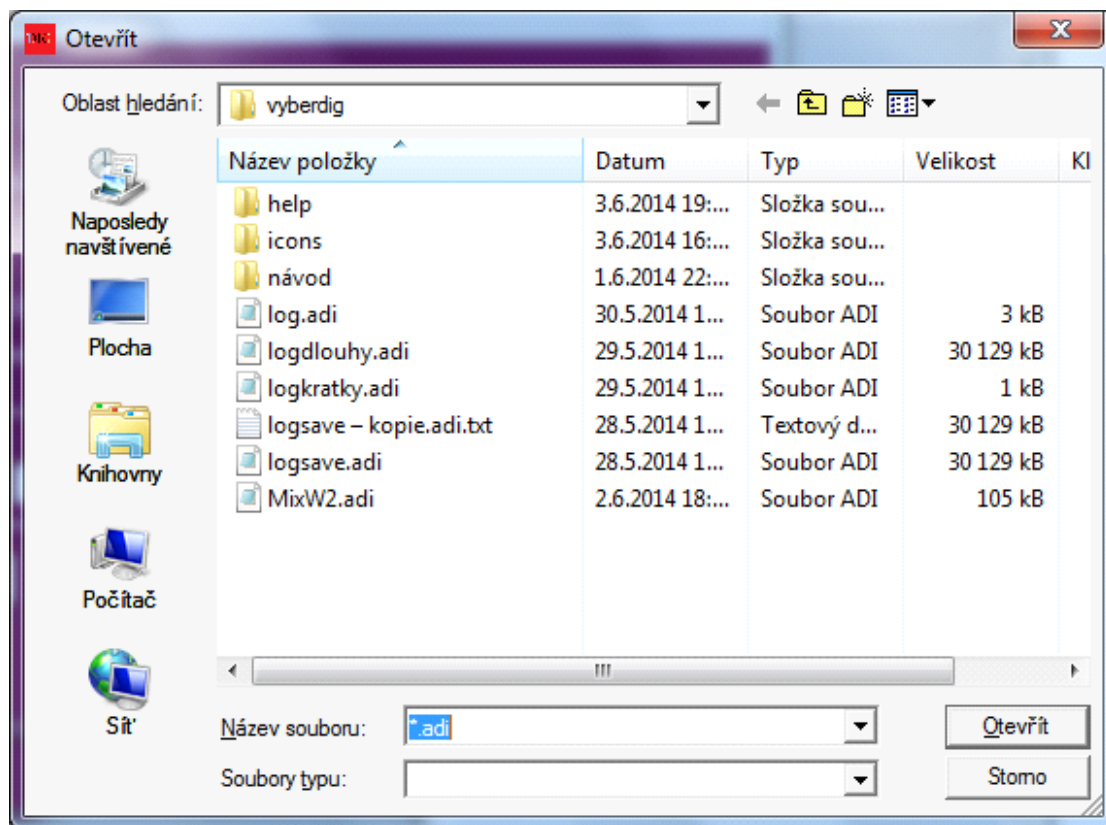 Otevřít
Oblast hledání: vyberdig
Název položky Datum Typ Velikost Kl
help 3.6.2014 19:... Složka sou...
icons 3.6.2014 16:... Složka sou...
návod 1.6.2014 22:... Složka sou...
log.adi 30.5.2014 1... Soubor ADI 3 kB
logdlouhy.adi 29.5.2014 1... Soubor ADI 30 129 kB
logkratky.adi 29.5.2014 1... Soubor ADI 1 kB
logsave – kopie.adi.txt 28.5.2014 1... Textový d... 30 129 kB
logsave.adi 28.5.2014 1... Soubor ADI 30 129 kB
MixW2.adi 2.6.2014 18:... Soubor ADI 105 kB
Naposledy
navštívené
Plocha
Knihovny
Počítač
Síť
Název souboru: *.adi Otevřít
Soubory typu: Storno